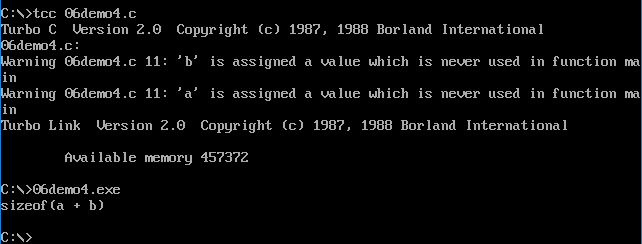 C:\>tcc 06demo4.c
Turbo C  Version 2.0  Copyright (c) 1987, 1988 Borland International
06demo4.c:
Warning 06demo4.c 11: 'b' is assigned a value which is never used in function ma
in
Warning 06demo4.c 11: 'a' is assigned a value which is never used in function ma
in
Turbo Link  Version 2.0  Copyright (c) 1987, 1988 Borland International
        Available memory 457372
C:\>06demo4.exe
sizeof(a + b)
C:\>